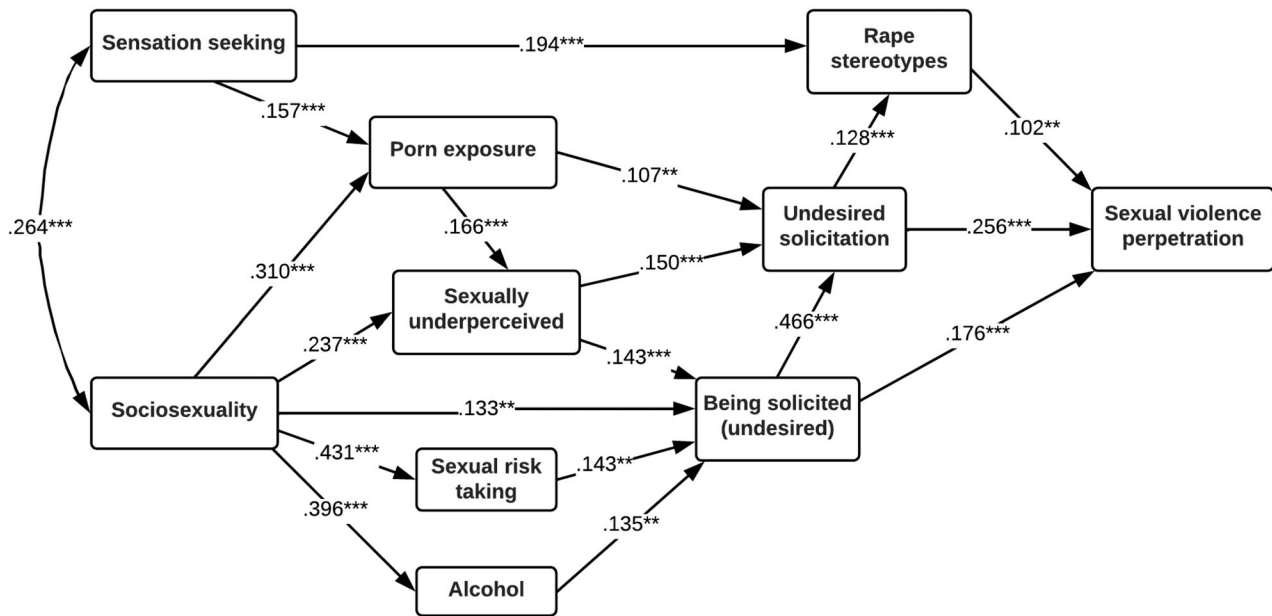 Sensation seeking
.194***
Rape
stereotypes
.157***
.128***
.102**
Porn exposure
.107**
.264***
.166***
Undesired
solicitation
.256***
Sexual violence
perpetration
.310***
.150***
Sexually
underperceived
.237***
.466***
.143***
.176***
Sociosexuality
.133**
Being solicited
(undesired)
.431***
Sexual risk
taking
.143**
.396***
.135**
Alcohol